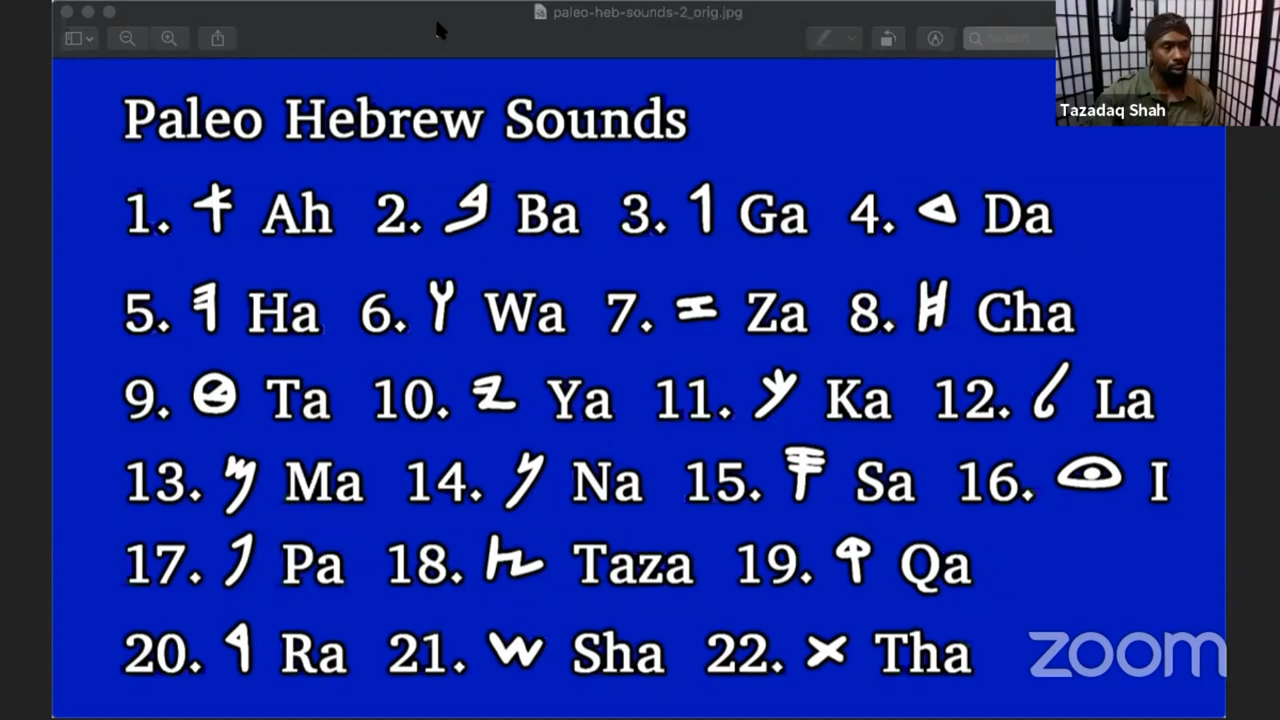 paleo-heb-sounds-2_orig.jpg
Search
Tazadaq Shah
Paleo Hebrew Sounds
1. 𐤀 Ah 2. 𐤁 Ba 3. 𐤂 Ga 4. 𐤃 Da
5. 𐤄 Ha 6. 𐤅 Wa 7. 𐤆 Za 8. 𐤇 Cha
9. 𐤈 Ta 10. 𐤉 Ya 11. 𐤊 Ka 12. 𐤋 La
13. 𐤌 Ma 14. 𐤍 Na 15. 𐤎 Sa 16. 𐤏 I
17. 𐤐 Pa 18. 𐤑 Taza 19. 𐤒 Qa
20. 𐤓 Ra 21. 𐤔 Sha 22. 𐤕 Tha
zoom